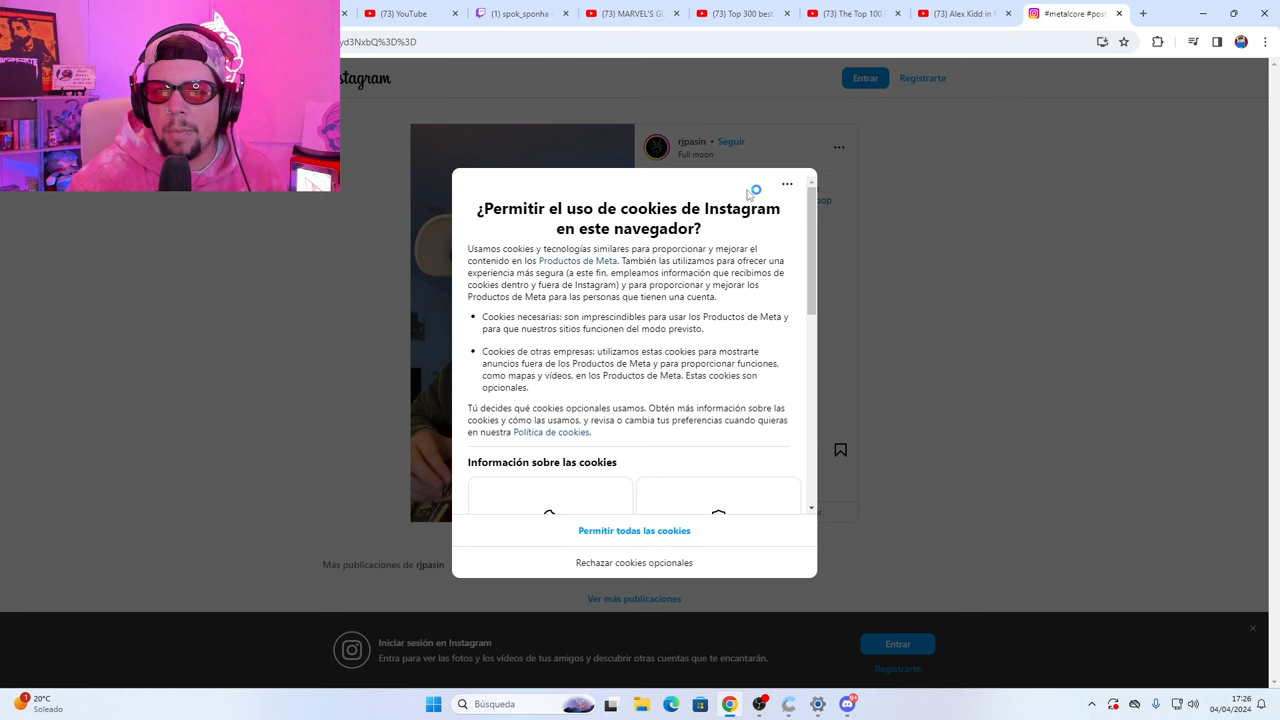 (73) YouTube
[7] spok_sponha -
(73) MARVEL'S GU
(73) 30 best
(73) The Top
(73) Alex Kidd in
#metalcore #post
yd3NxbQ%3D%3D
stagram
Entrar
Registrarte
rjpasin • Seguir
Full moon
oop
¿Permitir el uso de cookies de Instagram
en este navegador?
Usamos cookies y tecnologías similares para proporcionar y mejorar el
contenido en los Productos de Meta. También las utilizamos para ofrecer una
experiencia más segura (a este fin, empleamos información que recibimos de
cookies dentro y fuera de Instagram) y para proporcionar y mejorar los
Productos de Meta para las personas que tienen una cuenta.
• Cookies necesarias: son imprescindibles para usar los Productos de Meta y
para que nuestros sitios funcionen del modo previsto.
• Cookies de otras empresas: utilizamos estas cookies para mostrarte
anuncios fuera de los Productos de Meta y para proporcionar funciones,
como mapas y vídeos, en los Productos de Meta. Estas cookies son
opcionales.
Tú decides qué cookies opcionales usamos. Obtén más información sobre las
cookies y cómo las usamos, y revisa o cambia tus preferencias cuando quieras
en nuestra Política de cookies.
Información sobre las cookies
Permitir todas las cookies
Rechazar cookies opcionales
Más publicaciones de rjpasin
Ver más publicaciones
Iniciar sesión en Instagram
Entra para ver las fotos y los vídeos de tus amigos y descubrir otras cuentas que te encantarán.
Entrar
Registrarte
1
20°C
Soleado
Búsqueda
17:26
04/04/2024